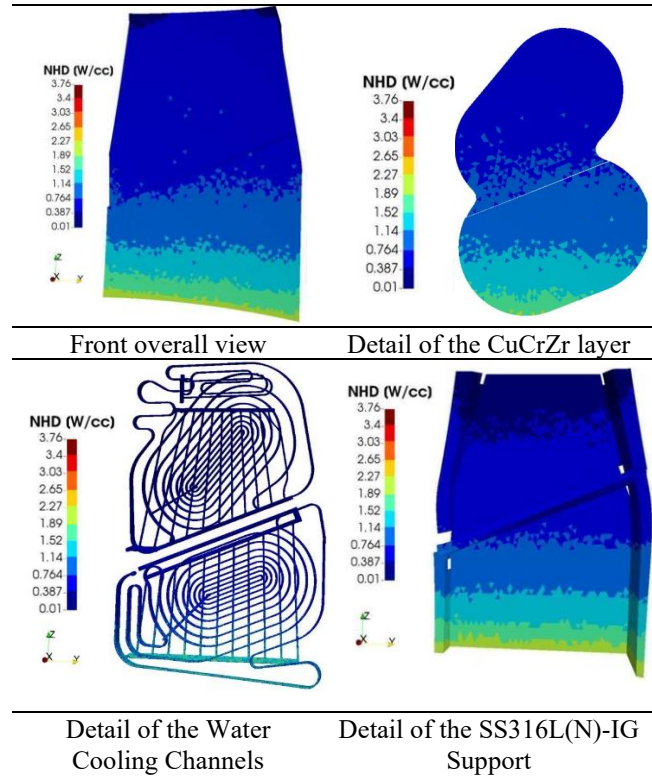 NHD (W/cc)
3.76
3.4
3.03
2.65
2.27
1.89
1.52
1.14
0.764
0.387
0.01
Z
X
Y
NHD (W/cc)
3.76
3.4
3.03
2.65
2.27
1.89
1.52
1.14
0.764
0.387
0.01
Z
X
Y
Front overall view
Detail of the CuCrZr layer
NHD (W/cc)
3.76
3.4
3.03
2.65
2.27
1.89
1.52
1.14
0.764
0.387
0.01
Z
X
Y
NHD (W/cc)
3.76
3.4
3.03
2.65
2.27
1.89
1.52
1.14
0.764
0.387
0.01
Z
X
Y
Detail of the Water
Cooling Channels
Detail of the SS316L(N)-IG
Support